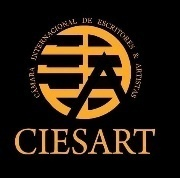 CÁMARA INTERNACIONAL DE ESCRITORES & ARTISTAS
CIESART